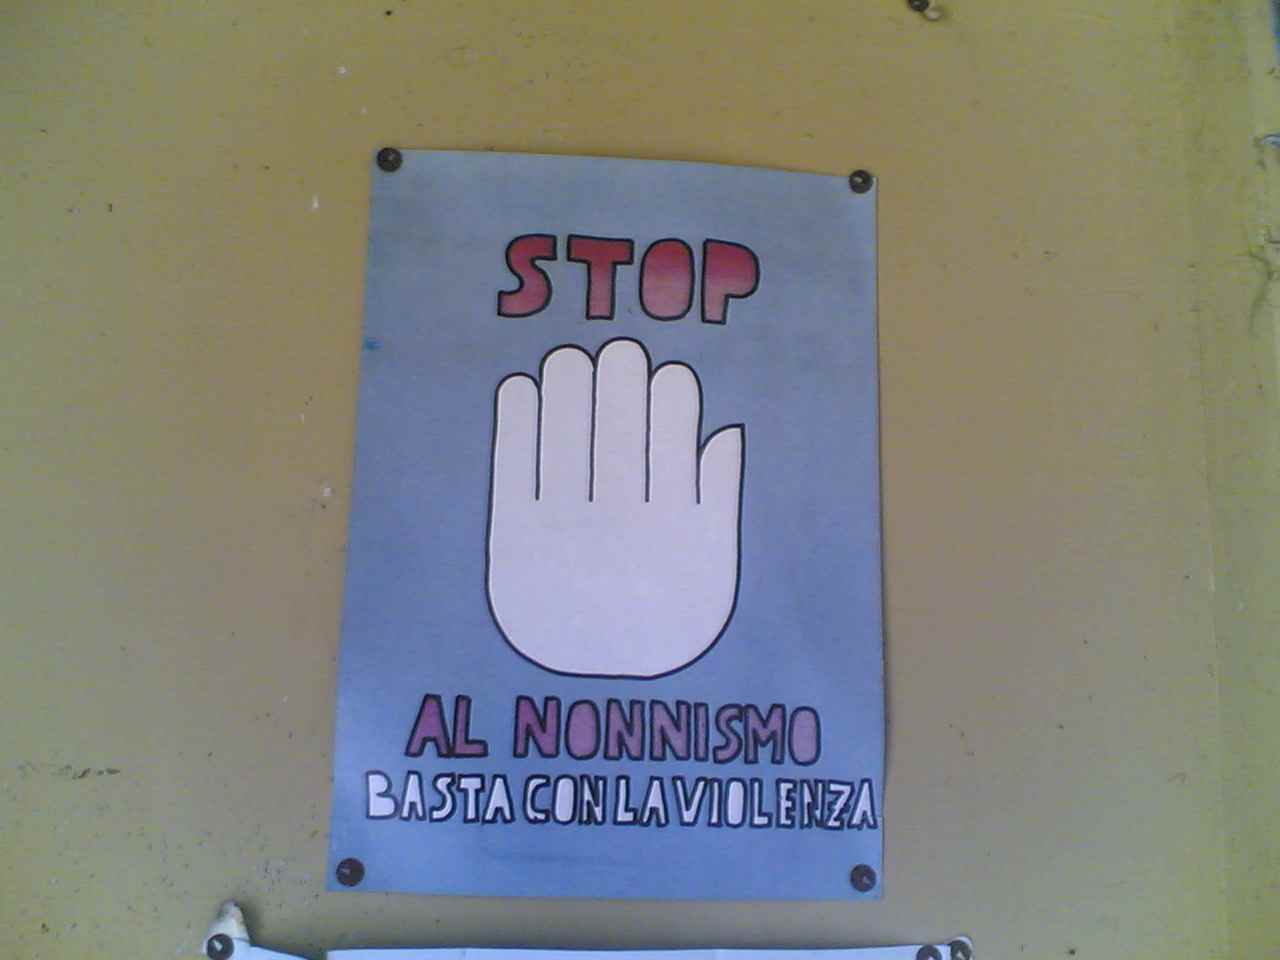 STOP
AL NONNISMO
BASTA CON LA VIOLENZA